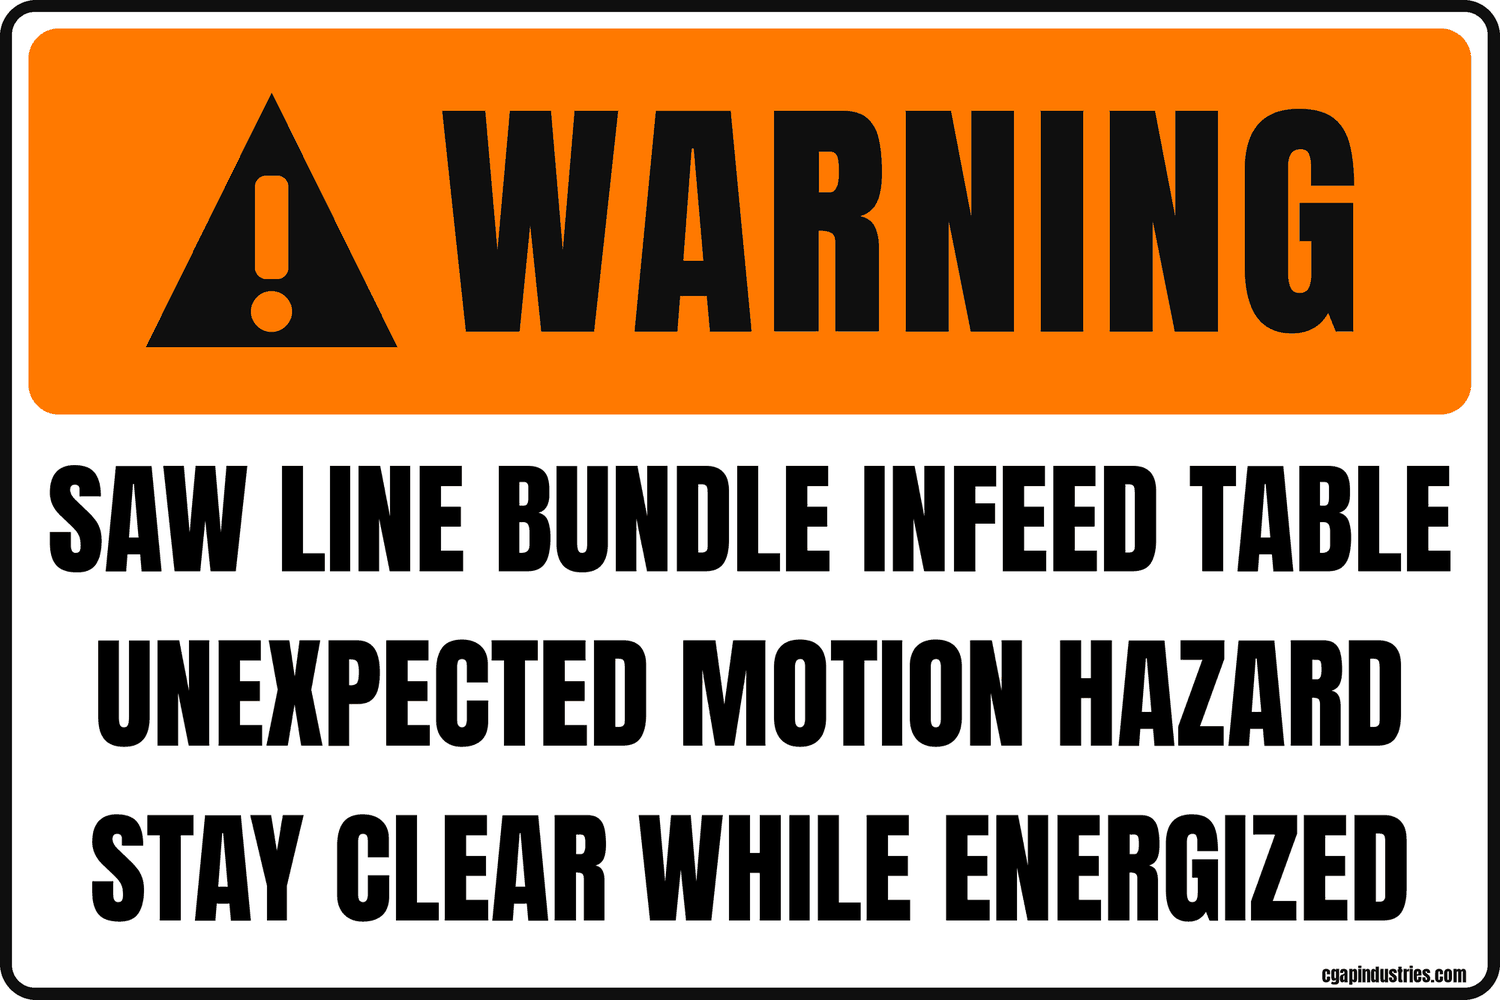 WARNING
SAW LINE BUNDLE INFEED TABLE
UNEXPECTED MOTION HAZARD
STAY CLEAR WHILE ENERGIZED
cgapindustries.com